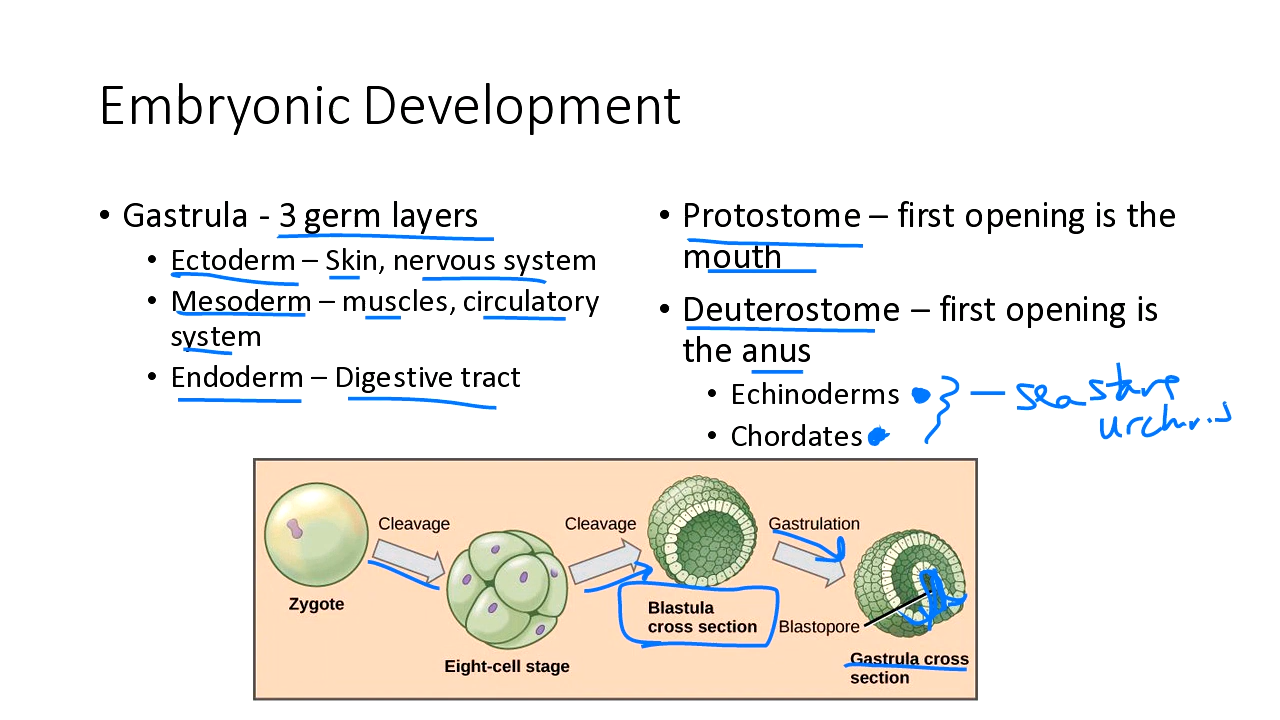 Embryonic Development
• Gastrula - 3 germ layers
• Ectoderm – Skin, nervous system
• Mesoderm – muscles, circulatory
system
• Endoderm – Digestive tract
• Protostome – first opening is the
mouth
• Deuterostome – first opening is
the anus
• Echinoderms
• Chordates
— sea stars
urchins
Cleavage
Cleavage
Gastrulation
Zygote
Eight-cell stage
Blastula
cross section
Blastopore
Gastrula cross
section